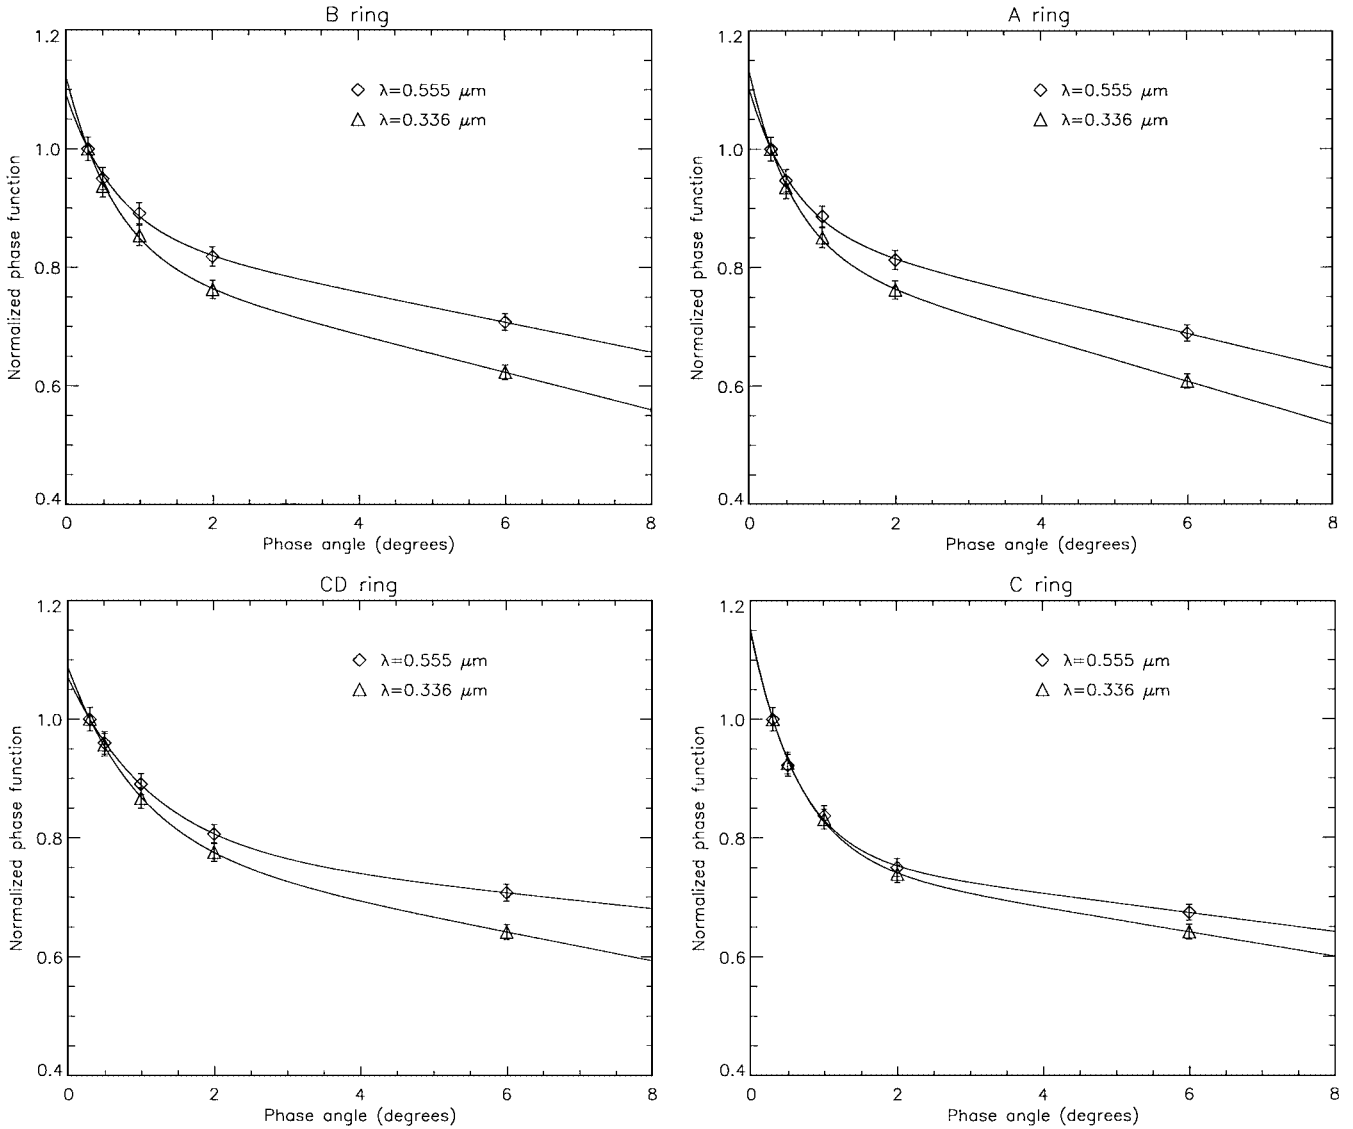 B ring
1.2
1.0
0.8
0.6
0.4
Normalized phase function
◇ λ=0.555 μm
△ λ=0.336 μm
0 2 4 6 8
Phase angle (degrees)
A ring
1.2
1.0
0.8
0.6
0.4
Normalized phase function
◇ λ=0.555 μm
△ λ=0.336 μm
0 2 4 6 8
Phase angle (degrees)
CD ring
1.2
1.0
0.8
0.6
0.4
Normalized phase function
◇ λ=0.555 μm
△ λ=0.336 μm
0 2 4 6 8
Phase angle (degrees)
C ring
1.2
1.0
0.8
0.6
0.4
Normalized phase function
◇ λ=0.555 μm
△ λ=0.336 μm
0 2 4 6 8
Phase angle (degrees)